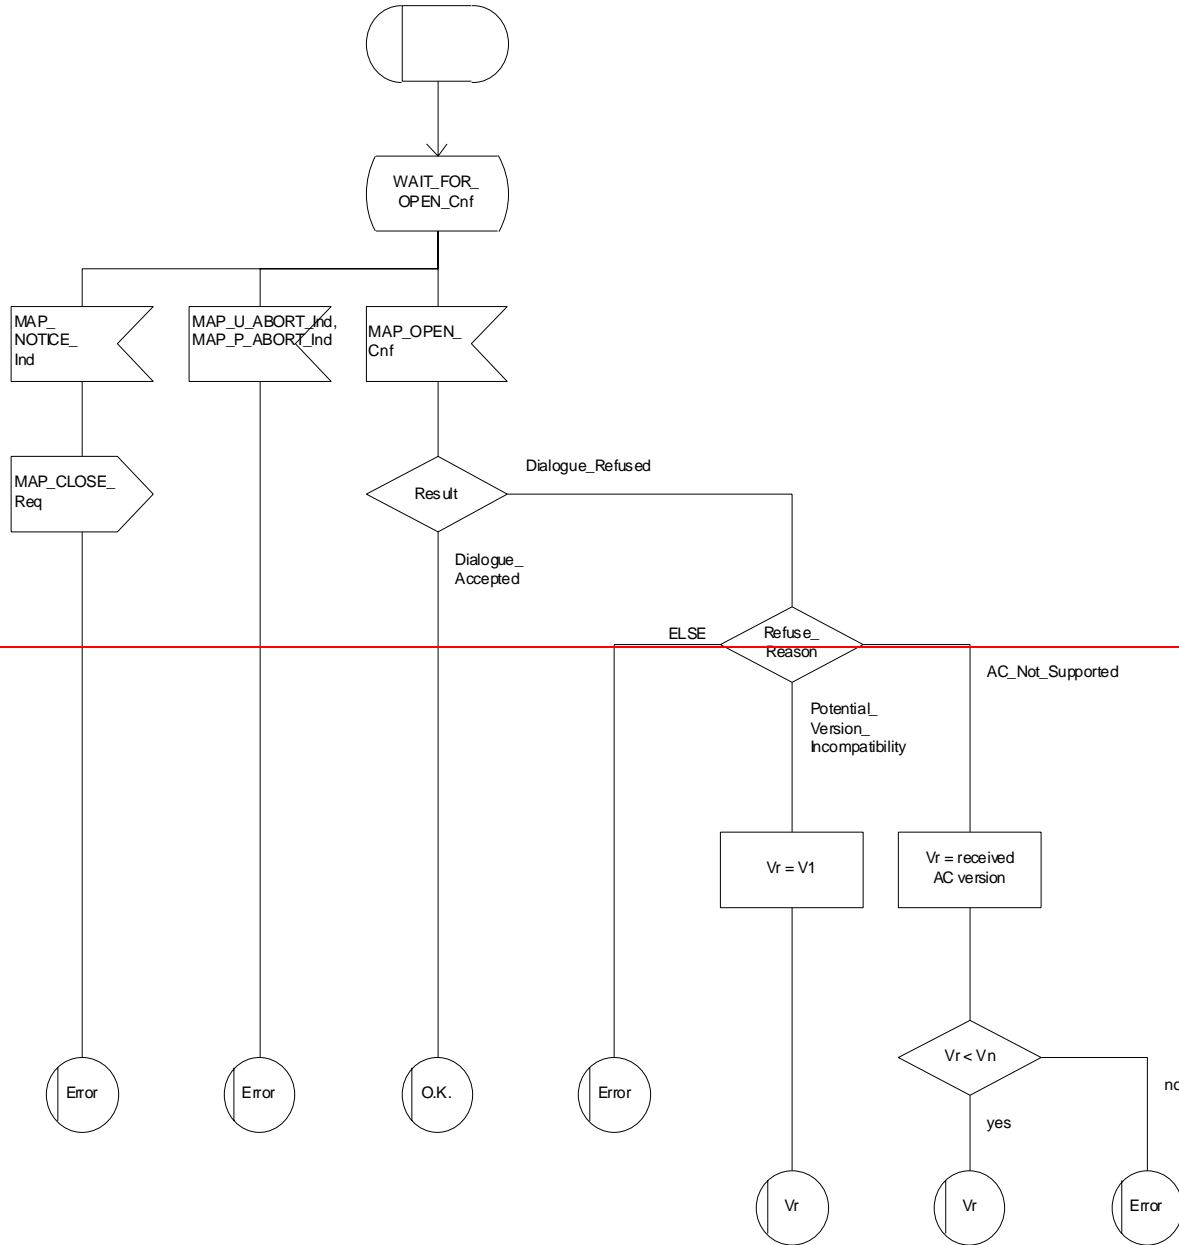 WAIT_FOR_
OPEN_Cnf
MAP_
NOTICE_
Ind
MAP_U_ABORT_Ind,
MAP_P_ABORT_Ind
MAP_OPEN_
Cnf
MAP_CLOSE_
Req
Result
Dialogue_Refused
Dialogue_
Accepted
ELSE
Refuse_
Reason
AC_Not_Supported
Potential_
Version_
Incompatibility
Vr = V1
Vr = received
AC version
Vr < Vn
no
yes
Error
Error
O.K.
Error
Vr
Vr
Error